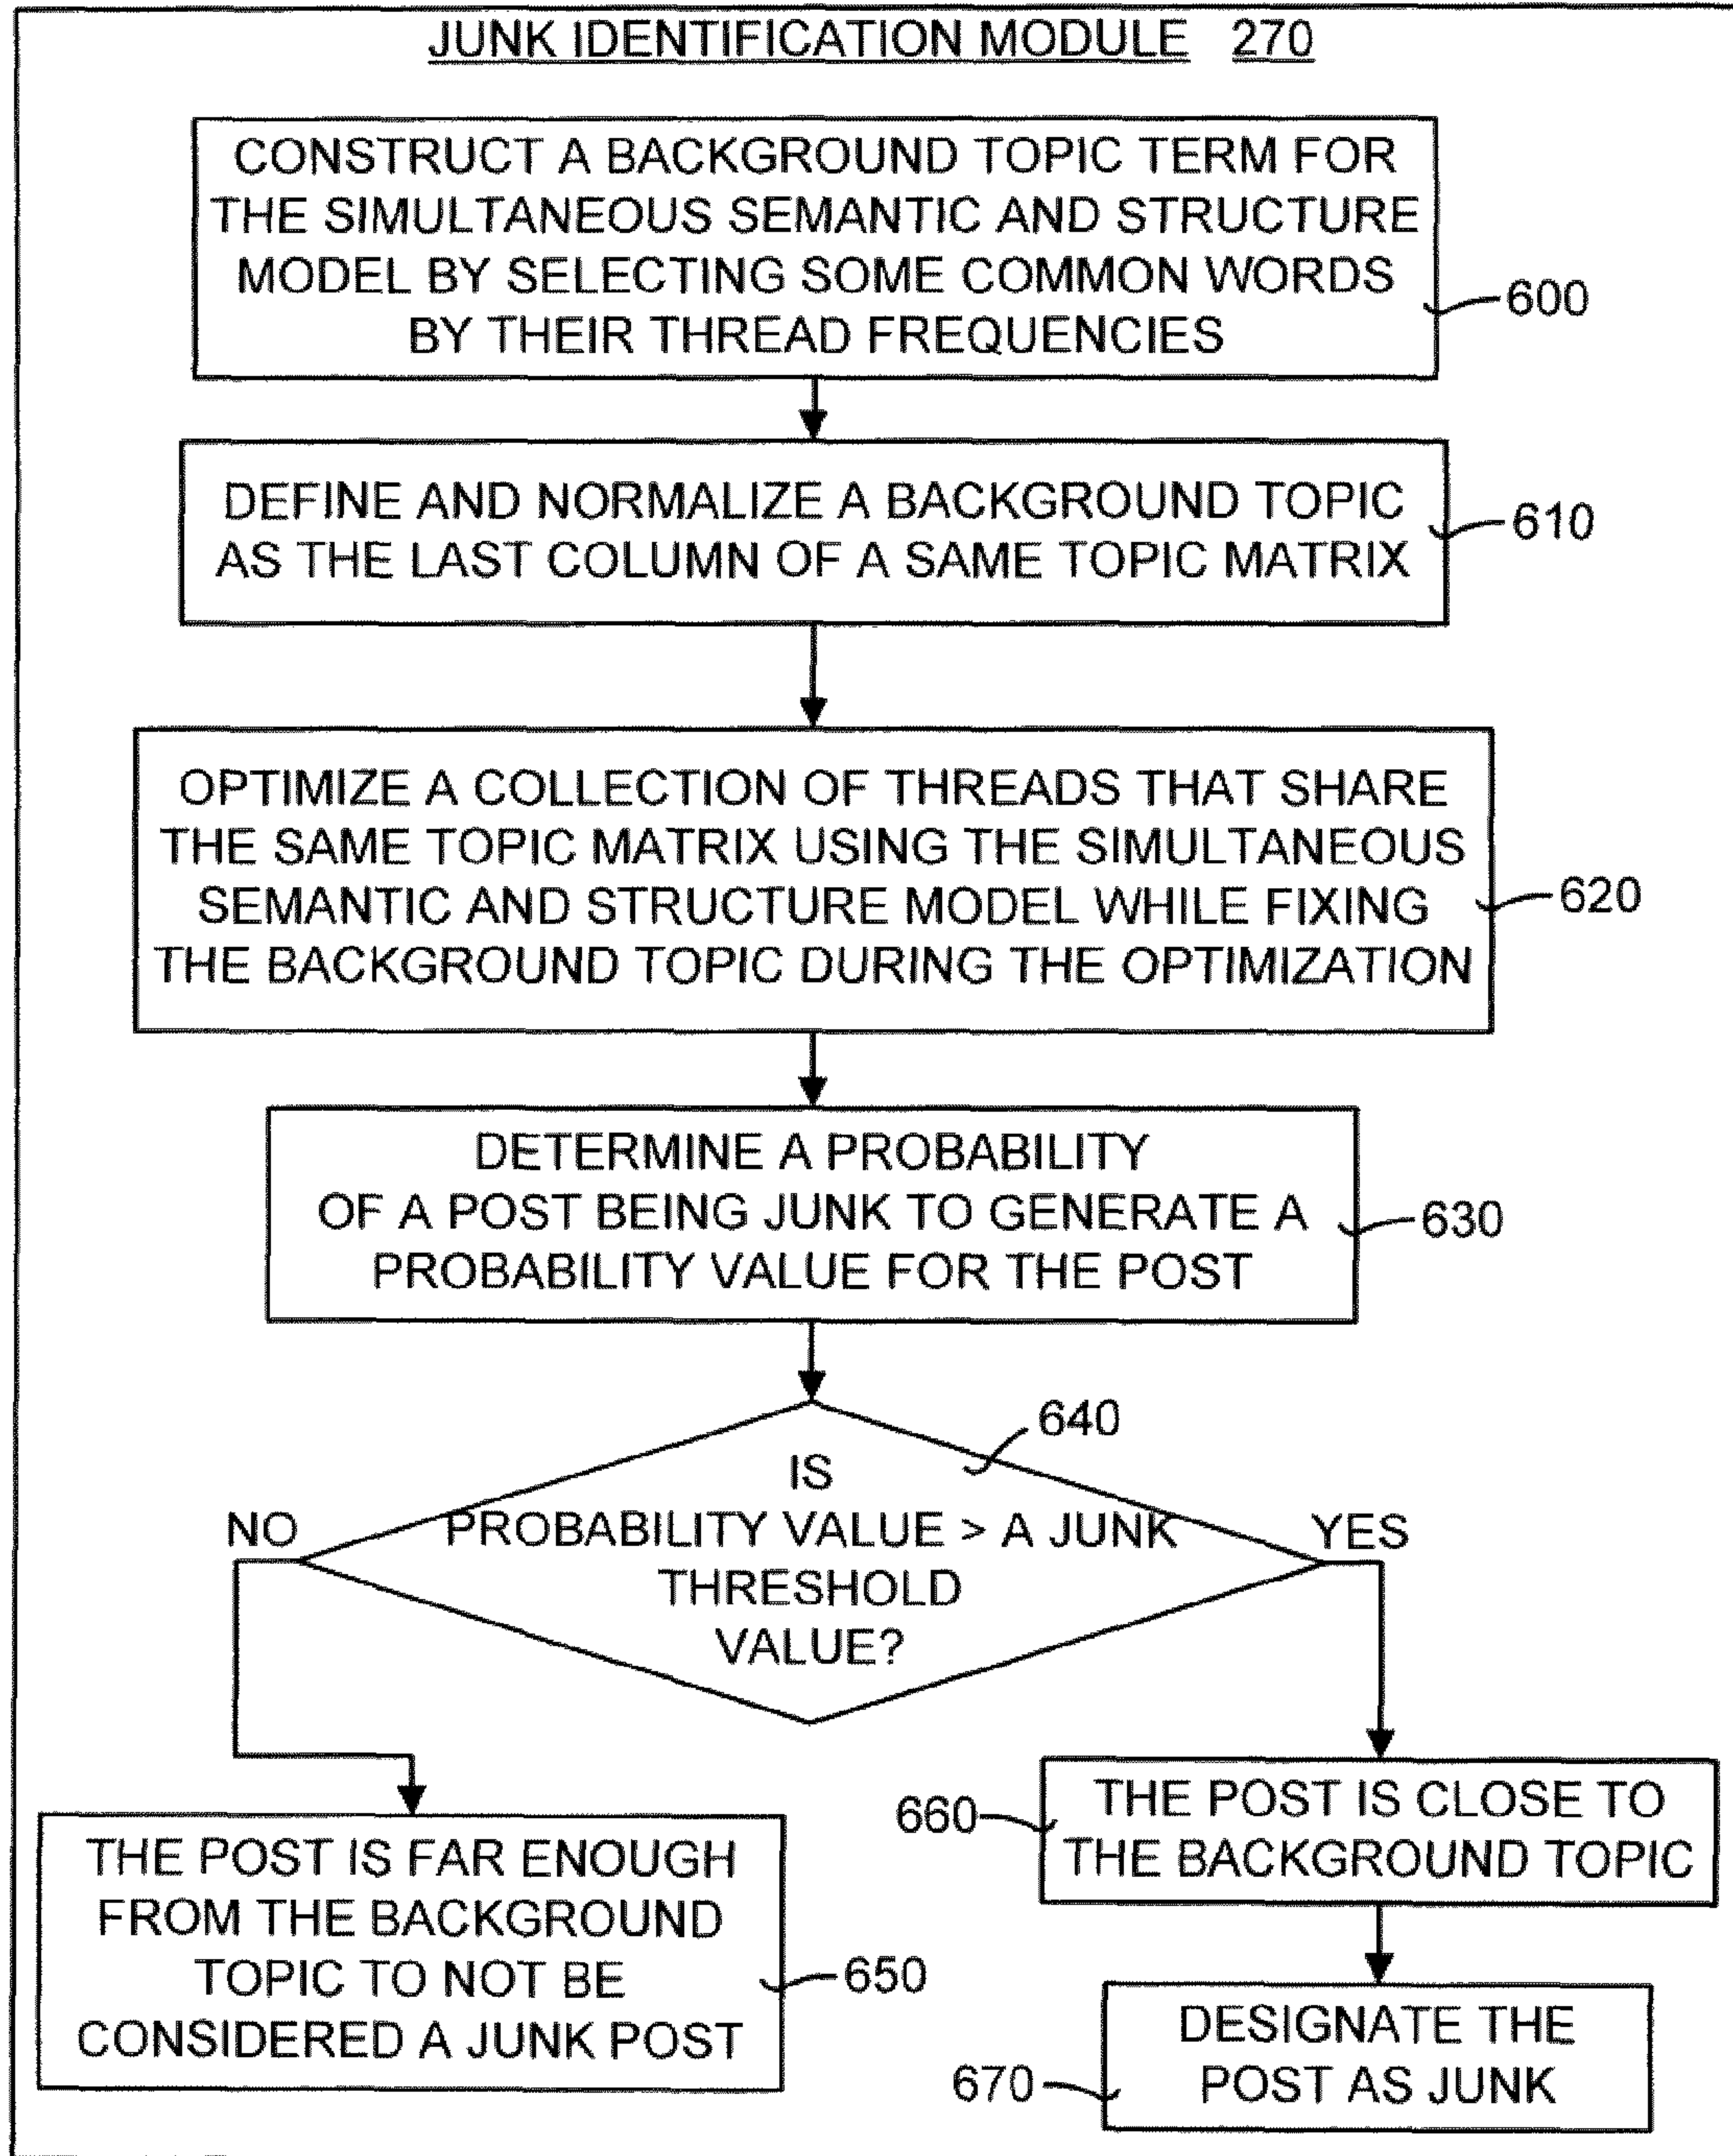 JUNK IDENTIFICATION MODULE 270
CONSTRUCT A BACKGROUND TOPIC TERM FOR
THE SIMULTANEOUS SEMANTIC AND STRUCTURE
MODEL BY SELECTING SOME COMMON WORDS
BY THEIR THREAD FREQUENCIES
600
DEFINE AND NORMALIZE A BACKGROUND TOPIC
AS THE LAST COLUMN OF A SAME TOPIC MATRIX
610
OPTIMIZE A COLLECTION OF THREADS THAT SHARE
THE SAME TOPIC MATRIX USING THE SIMULTANEOUS
SEMANTIC AND STRUCTURE MODEL WHILE FIXING
THE BACKGROUND TOPIC DURING THE OPTIMIZATION
620
DETERMINE A PROBABILITY
OF A POST BEING JUNK TO GENERATE A
PROBABILITY VALUE FOR THE POST
630
640
IS
PROBABILITY VALUE > A JUNK
THRESHOLD
VALUE?
NO
YES
THE POST IS FAR ENOUGH
FROM THE BACKGROUND
TOPIC TO NOT BE
CONSIDERED A JUNK POST
650
660
THE POST IS CLOSE TO
THE BACKGROUND TOPIC
670
DESIGNATE THE
POST AS JUNK